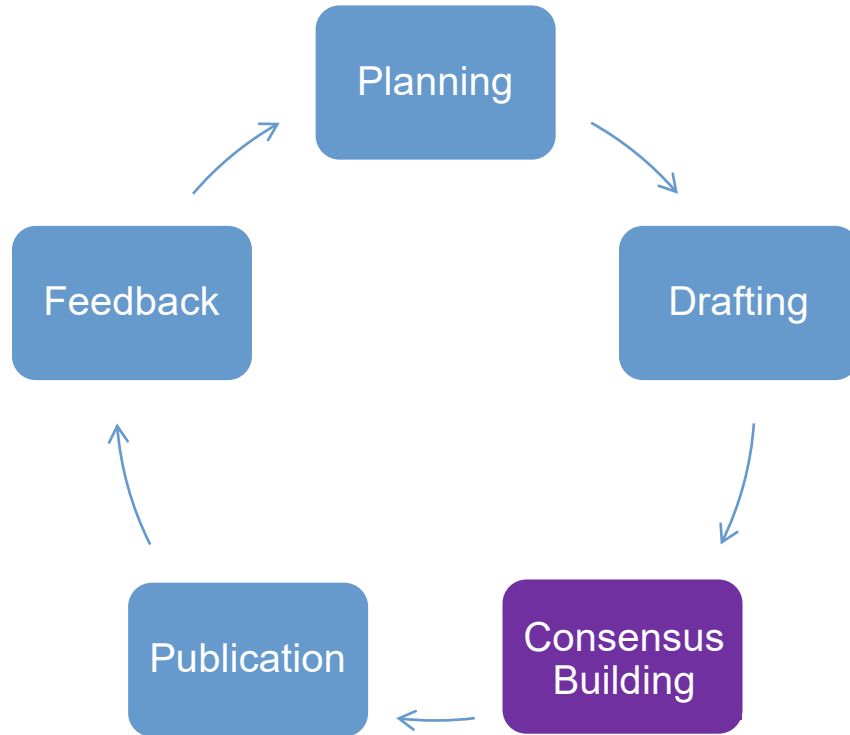 Planning
Feedback
Drafting
Publication
Consensus
Building